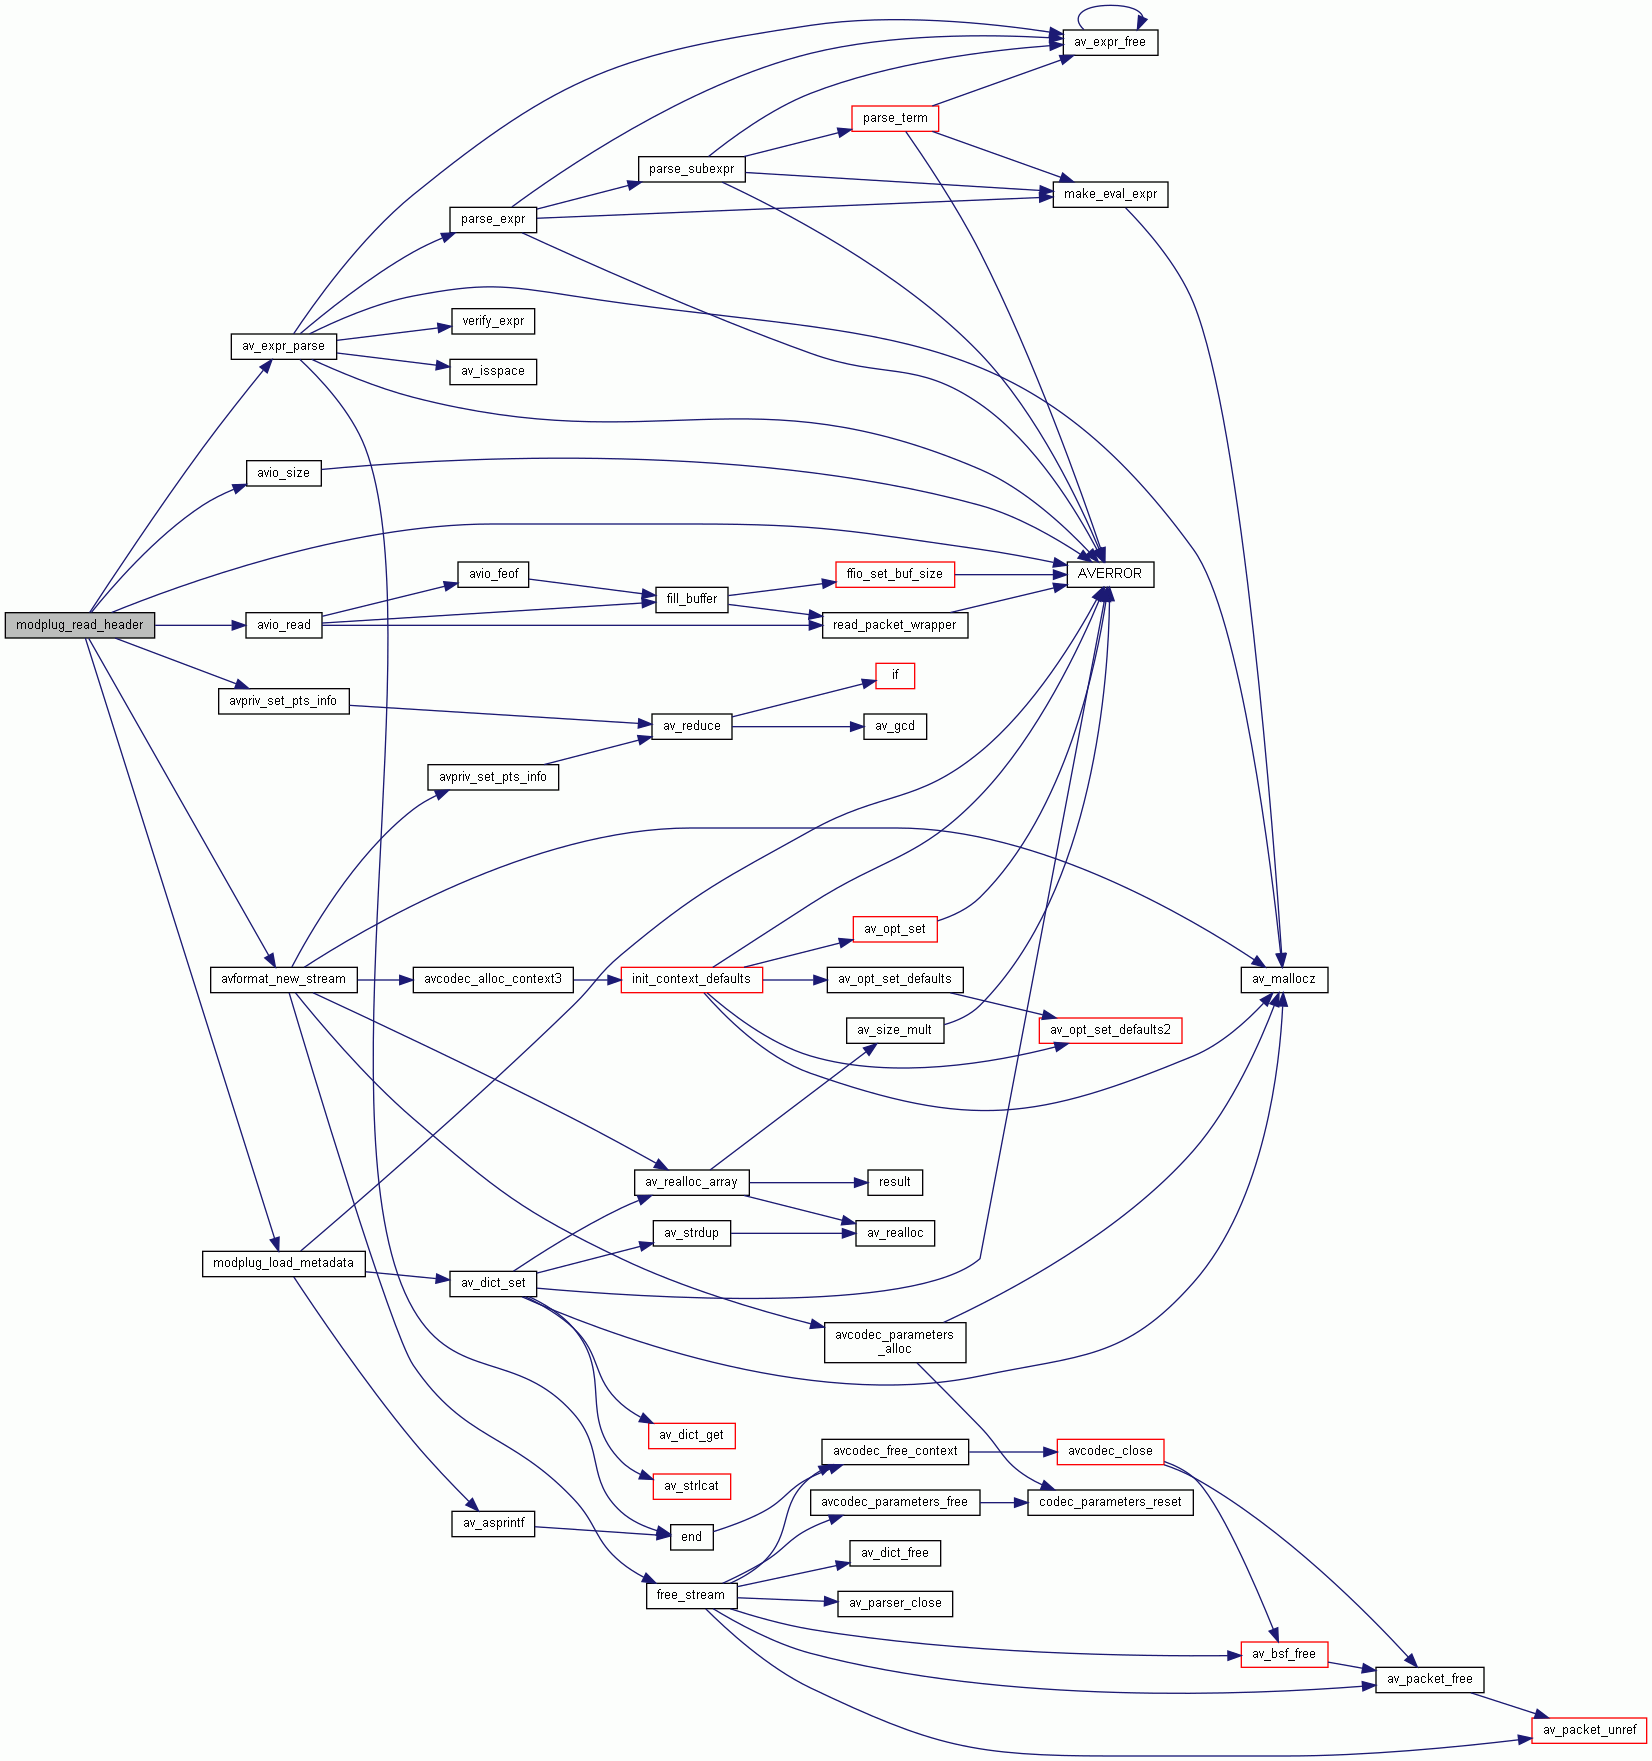 av_expr_free
parse_term
parse_subexpr
make_eval_expr
parse_expr
verify_expr
av_expr_parse
av_isspace
avio_size
avio_feof
ffio_set_buf_size
AVERROR
fill_buffer
modplug_read_header
avio_read
read_packet_wrapper
if
avpriv_set_pts_info
av_reduce
av_gcd
avpriv_set_pts_info
av_opt_set
avformat_new_stream
avcodec_alloc_context3
init_context_defaults
av_opt_set_defaults
av_mallocz
av_size_mult
av_opt_set_defaults2
av_realloc_array
result
av_strdup
av_realloc
modplug_load_metadata
av_dict_set
avcodec_parameters
_alloc
av_dict_get
avcodec_free_context
avcodec_close
av_strlcat
avcodec_parameters_free
codec_parameters_reset
av_asprintf
end
av_dict_free
free_stream
av_parser_close
av_bsf_free
av_packet_free
av_packet_unref